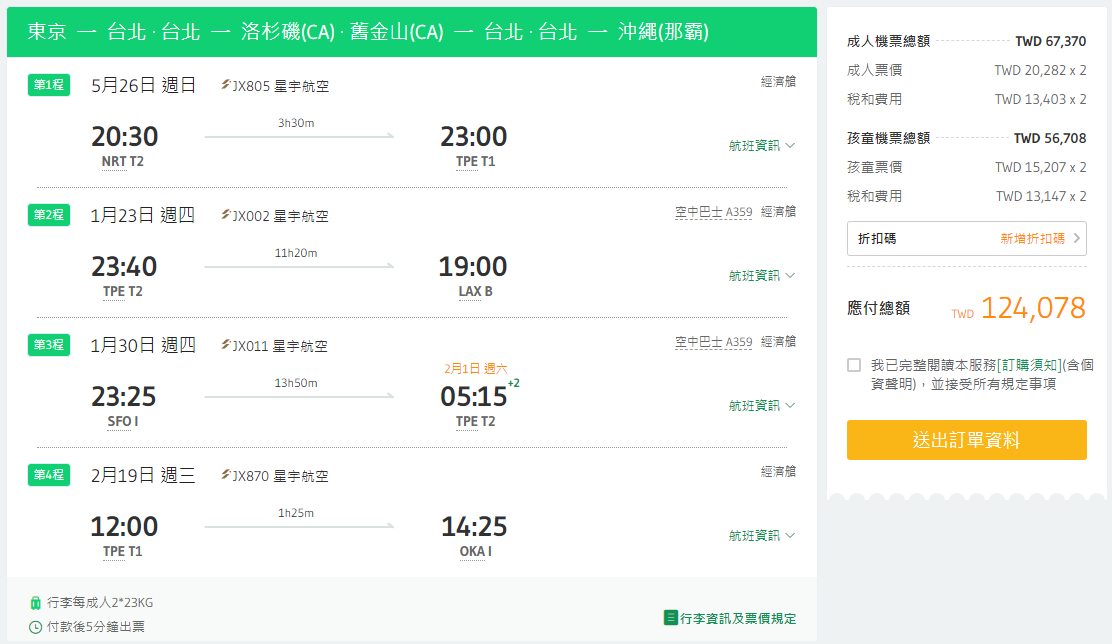 東京 — 台北 · 台北 — 洛杉磯(CA) · 舊金山(CA) — 台北 · 台北 — 沖繩(那霸)
第1程 5月26日 週日 JX805 星宇航空 經濟艙
3h30m
20:30 23:00
NRT T2 TPE T1
航班資訊
第2程 1月23日 週四 JX002 星宇航空 空中巴士 A359 經濟艙
11h20m
23:40 19:00
TPE T2 LAX B
航班資訊
第3程 1月30日 週四 JX011 星宇航空 空中巴士 A359 經濟艙
2月1日 週六
13h50m
23:25 05:15 +2
SFO I TPE T2
航班資訊
第4程 2月19日 週三 JX870 星宇航空 經濟艙
1h25m
12:00 14:25
TPE T1 OKA I
航班資訊
行李每成人2*23KG
付款後5分鐘出票
行李資訊及票價規定
成人機票總額 TWD 67,370
成人票價 TWD 20,282 x 2
稅和費用 TWD 13,403 x 2
孩童機票總額 TWD 56,708
孩童票價 TWD 15,207 x 2
稅和費用 TWD 13,147 x 2
折扣碼 新增折扣碼
應付總額 TWD 124,078
我已完整閱讀本服務[訂購須知](含個
資聲明)，並接受所有規定事項
送出訂單資料